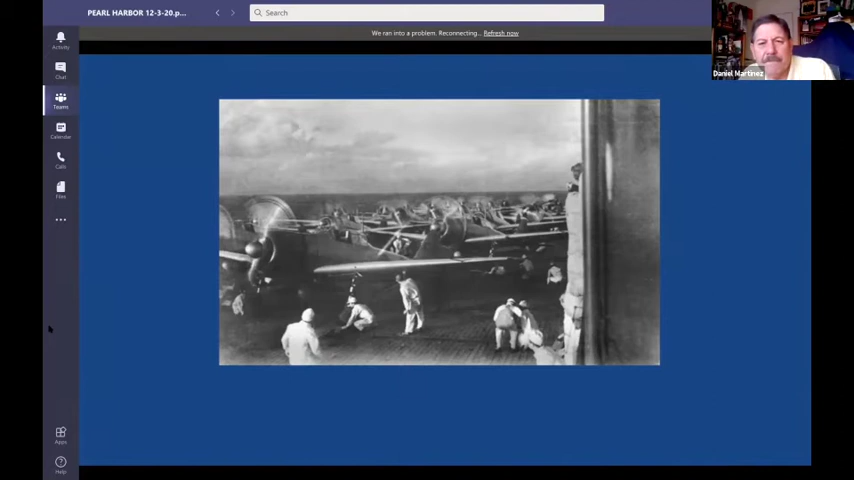 PEARL HARBOR 12-3-20.p...
Search
We ran into a problem. Reconnecting... Refresh now
Daniel Martinez
Activity
Chat
Teams
Calendar
Calls
Files
Apps
Help